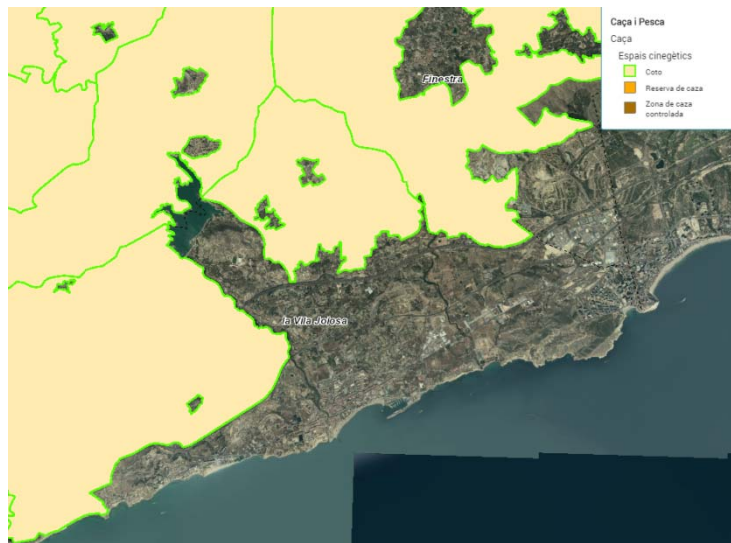 Caça i Pesca
Caça
Espais cinegètics
Coto
Reserva de caza
Zona de caza
controlada
Finestra
la Vila Joiosa